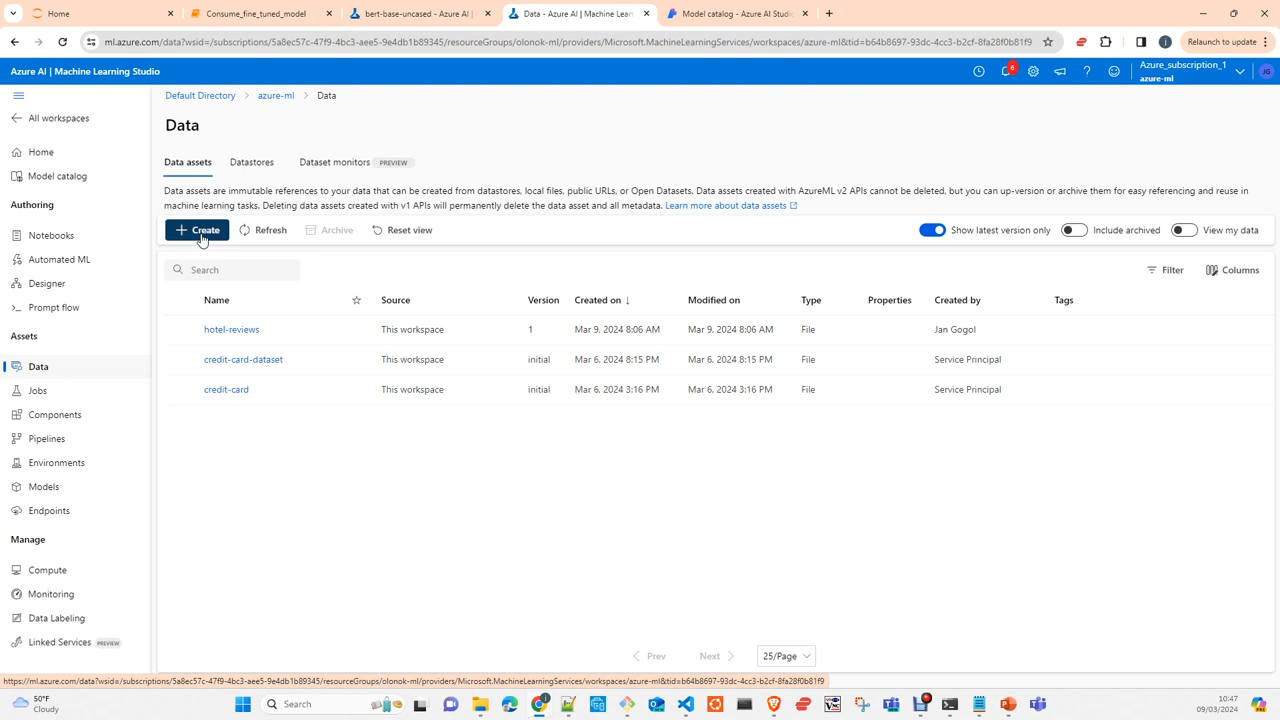 Home
Consume_fine_tuned_model
bert-base-uncased - Azure AI |
Data - Azure AI | Machine Lear
Model catalog - Azure AI Studi
ml.azure.com/data?wsid=/subscriptions/5a8ec57c-47f9-4bc3-aee5-9e4db1b89345/resourceGroups/olonok-ml/providers/Microsoft.MachineLearningServices/workspaces/azure-ml&tid=b64b8697-93dc-4cc3-b2cf-8fa28f0b81f9
Relaunch to update
Azure AI | Machine Learning Studio
6
Azure_subscription_1
azure-ml
JG
Default Directory > azure-ml > Data
All workspaces
Home
Model catalog
Authoring
Notebooks
Automated ML
Designer
Prompt flow
Assets
Data
Jobs
Components
Pipelines
Environments
Models
Endpoints
Manage
Compute
Monitoring
Data Labeling
Linked Services PREVIEW
Data
Data assets Datastores Dataset monitors PREVIEW
Data assets are immutable references to your data that can be created from datastores, local files, public URLs, or Open Datasets. Data assets created with AzureML v2 APIs cannot be deleted, but you can up-version or archive them for easy referencing and reuse in
machine learning tasks. Deleting data assets created with v1 APIs will permanently delete the data asset and all metadata. Learn more about data assets
Create Refresh Archive Reset view Show latest version only Include archived View my data
Search Filter Columns
Name Source Version Created on ↓ Modified on Type Properties Created by Tags
hotel-reviews This workspace 1 Mar 9, 2024 8:06 AM Mar 9, 2024 8:06 AM File Jan Gogol
credit-card-dataset This workspace initial Mar 6, 2024 8:15 PM Mar 6, 2024 8:15 PM File Service Principal
credit-card This workspace initial Mar 6, 2024 3:16 PM Mar 6, 2024 3:16 PM File Service Principal
Prev Next 25/Page
https://ml.azure.com/data?wsid=/subscriptions/5a8ec57c-47f9-4bc3-aee5-9e4db1b89345/resourceGroups/olonok-ml/providers/Microsoft.MachineLearningServices/workspaces/azure-ml&tid=b64b8697-93dc-4cc3-b2cf-8fa28f0b81f9
50°F
Cloudy
Search
10:47
09/03/2024